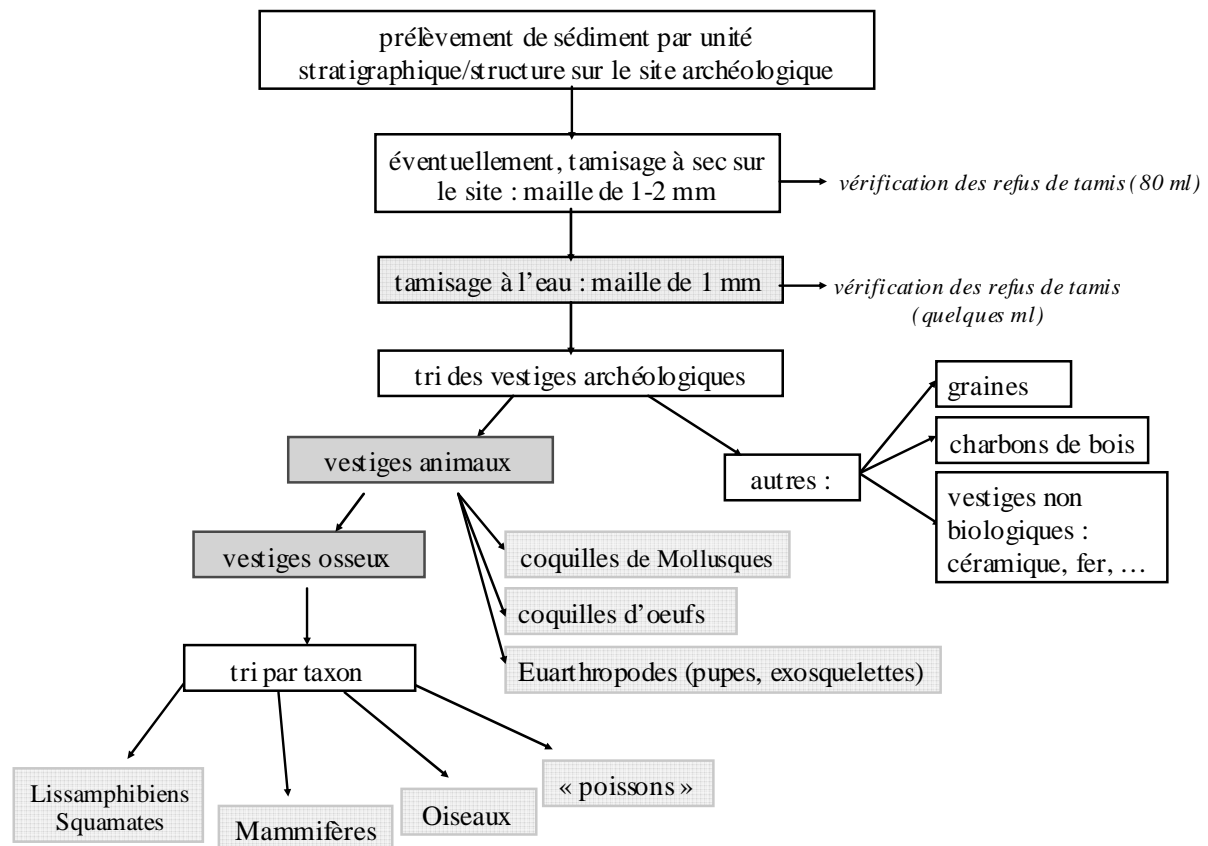 prélèvement de sédiment par unité
stratigraphique/structure sur le site archéologique
éventuellement, tamisage à sec sur
le site : maille de 1-2 mm
vérification des refus de tamis (80 ml)
tamisage à l'eau : maille de 1 mm
vérification des refus de tamis
(quelques ml)
tri des vestiges archéologiques
graines
charbons de bois
vestiges animaux
autres :
vestiges non
biologiques :
céramique, fer, …
vestiges osseux
coquilles de Mollusques
coquilles d'oeufs
Euarthropodes (pupes, exosquelettes)
tri par taxon
Lissamphibiens
Squamates
Mammifères
Oiseaux
« poissons »